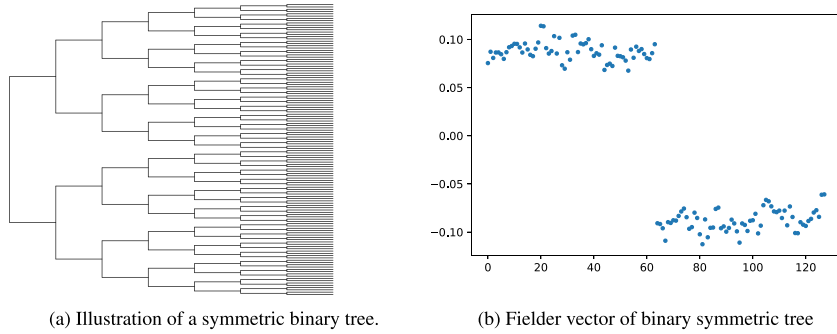 0.10
0.05
0.00
−0.05
−0.10
0 20 40 60 80 100 120
(a) Illustration of a symmetric binary tree.
(b) Fielder vector of binary symmetric tree